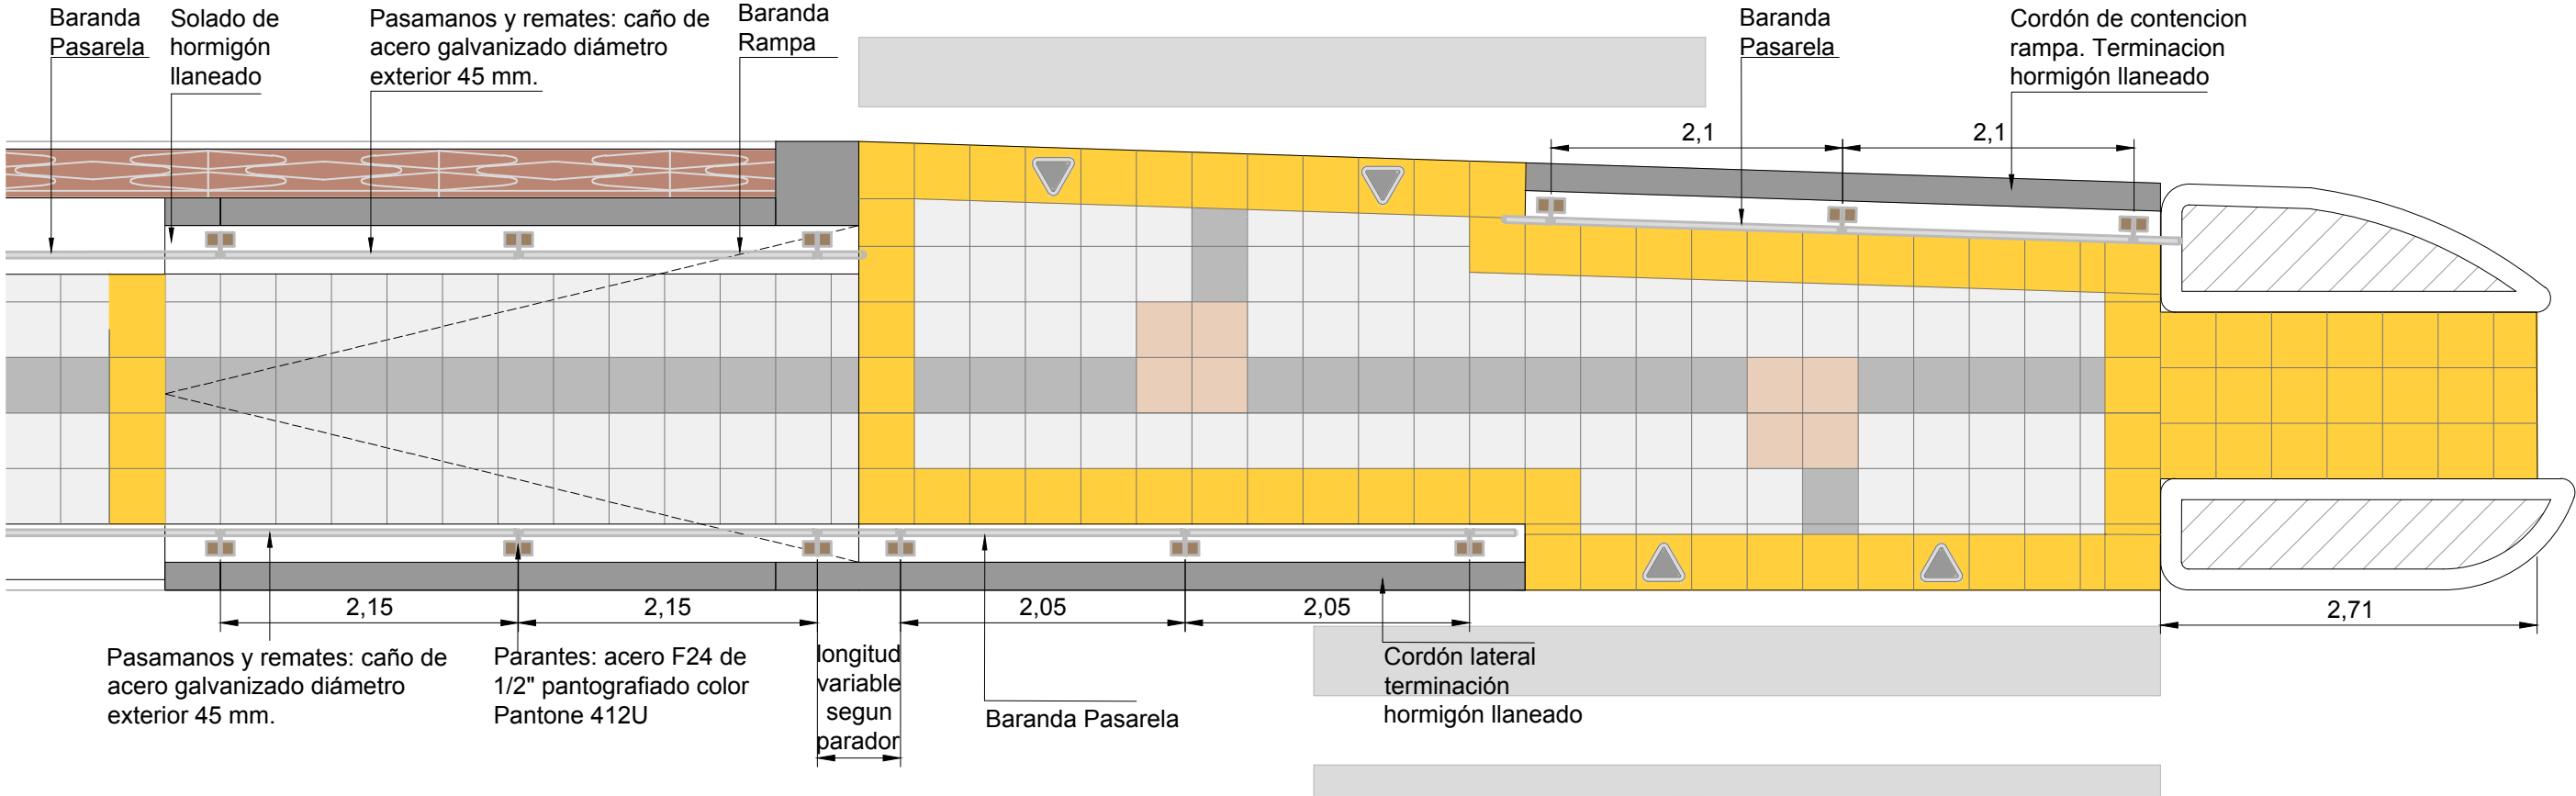 Baranda
Pasarela
Solado de
hormigón
llaneado
Pasamanos y remates: caño de
acero galvanizado diámetro
exterior 45 mm.
Baranda
Rampa
Baranda
Pasarela
Cordón de contencion
rampa. Terminacion
hormigón llaneado
2,1
2,1
2,15
2,15
2,05
2,05
2,71
Pasamanos y remates: caño de
acero galvanizado diámetro
exterior 45 mm.
Parantes: acero F24 de
1/2" pantografiado color
Pantone 412U
longitud
variable
segun
parador
Baranda Pasarela
Cordón lateral
terminación
hormigón llaneado